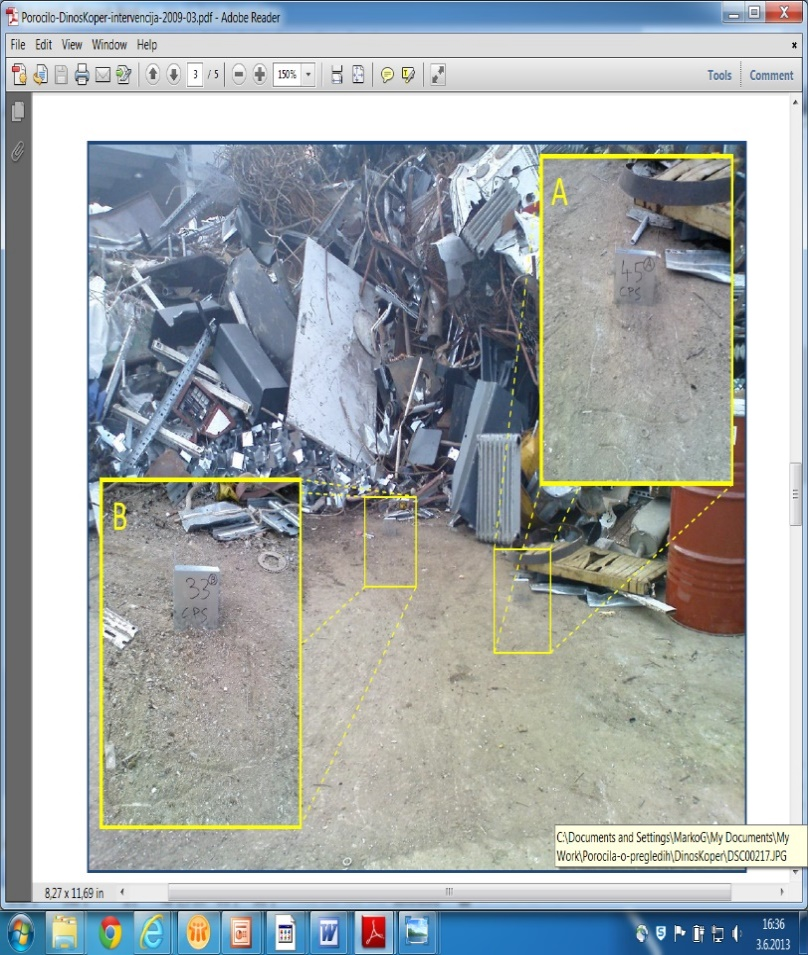 Porocilo-DinosKoper-intervencija-2009-03.pdf - Adobe Reader
File Edit View Window Help
x
3 / 5
150%
Tools
Comment
A
45 A
CPS
B
33 B
CPS
C:\Documents and Settings\MarkoG\My Documents\My
Work\Porocila-o-pregledih\DinosKoper\DSC00217.JPG
8,27 x 11,69 in
16:36
3.6.2013